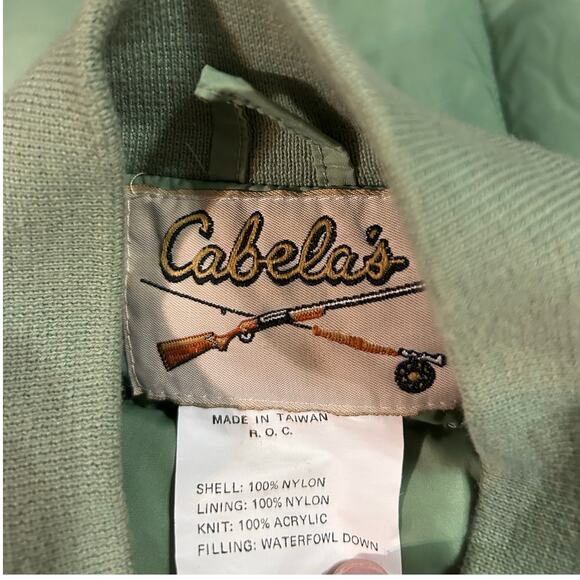 Cabela's
MADE IN TAIWAN
R. O. C.
SHELL: 100% NYLON
LINING: 100% NYLON
KNIT: 100% ACRYLIC
FILLING: WATERFOWL DOWN